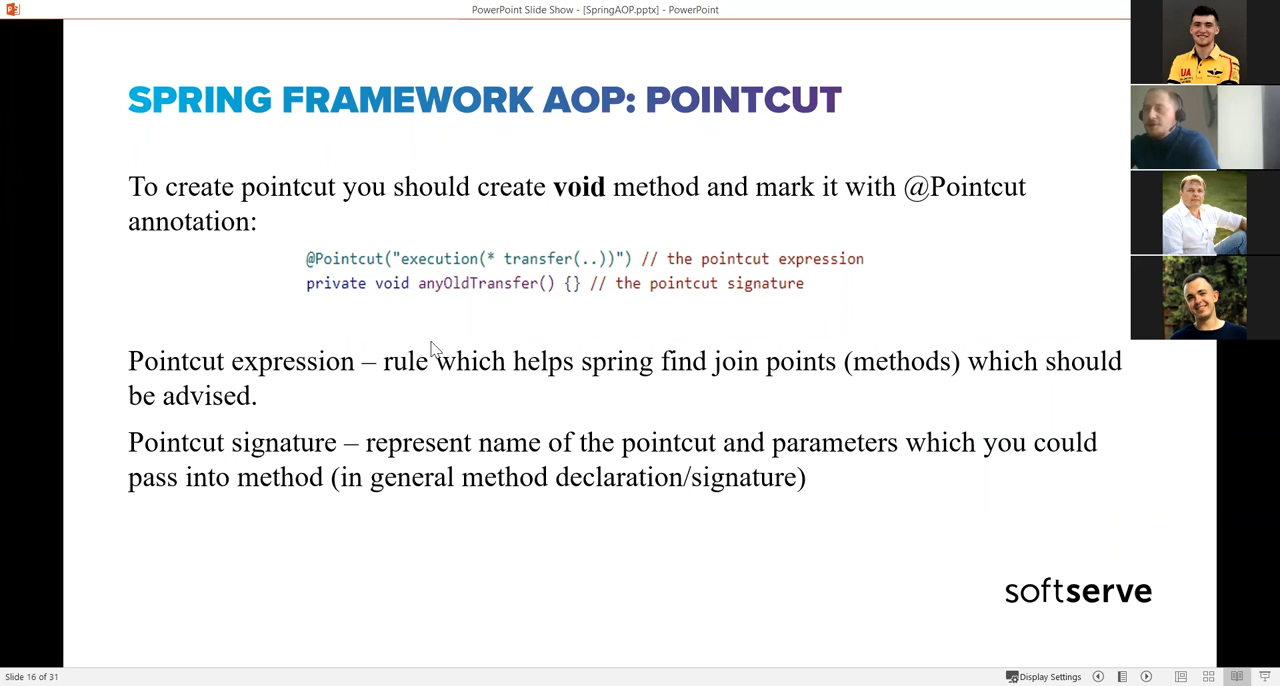 PowerPoint Slide Show - [SpringAOP.pptx] - PowerPoint
SPRING FRAMEWORK AOP: POINTCUT
To create pointcut you should create void method and mark it with @Pointcut
annotation:
@Pointcut("execution(* transfer(..))") // the pointcut expression
private void anyOldTransfer() {} // the pointcut signature
Pointcut expression – rule which helps spring find join points (methods) which should
be advised.
Pointcut signature – represent name of the pointcut and parameters which you could
pass into method (in general method declaration/signature)
softserve
UA
Slide 16 of 31
Display Settings